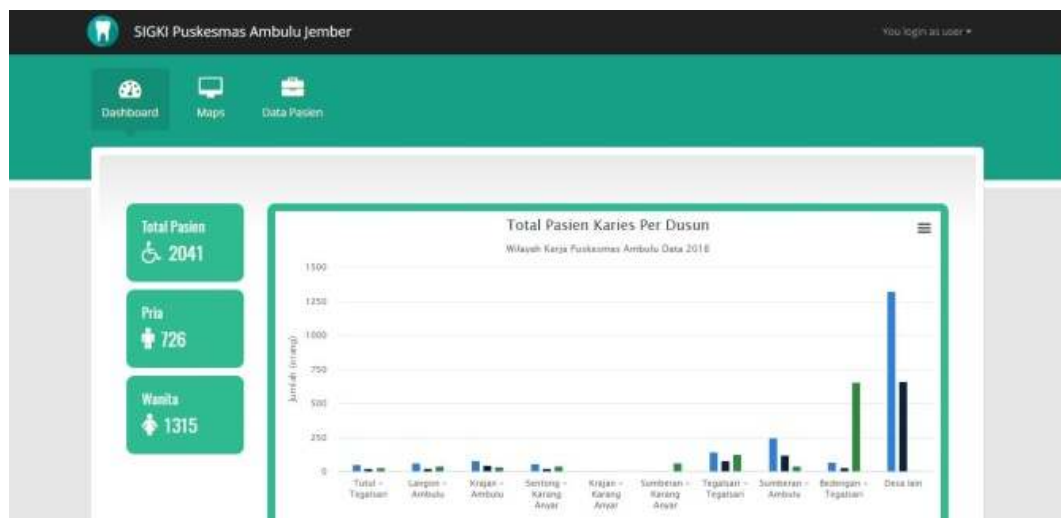 SIGKI Puskesmas Ambulu Jember
You login as user
Dashboard
Maps
Data Pasien
Total Pasien
2041
Pria
726
Wanita
1315
Total Pasien Karies Per Dusun
Wilayah Kerja Puskesmas Ambulu Data 2018
Jumlah (orang)
1500
1250
1000
750
500
250
0
Tutul -
Tegalsari
Langon -
Ambulu
Krajan -
Ambulu
Sentong -
Karang
Anyar
Krajan -
Karang
Anyar
Sumberan -
Karang
Anyar
Tegalsari -
Tegalsari
Sumberan -
Ambulu
Bedengan -
Tegalsari
Desa lain